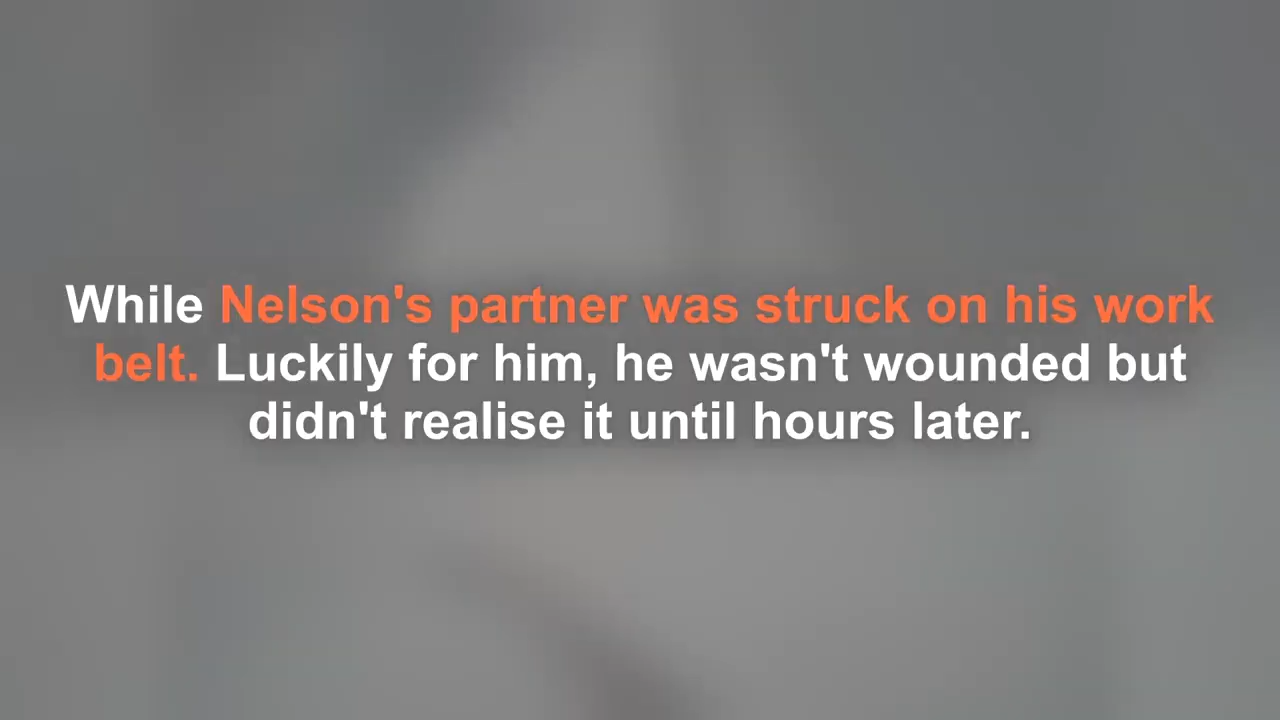 While Nelson's partner was struck on his work
belt. Luckily for him, he wasn't wounded but
didn't realise it until hours later.